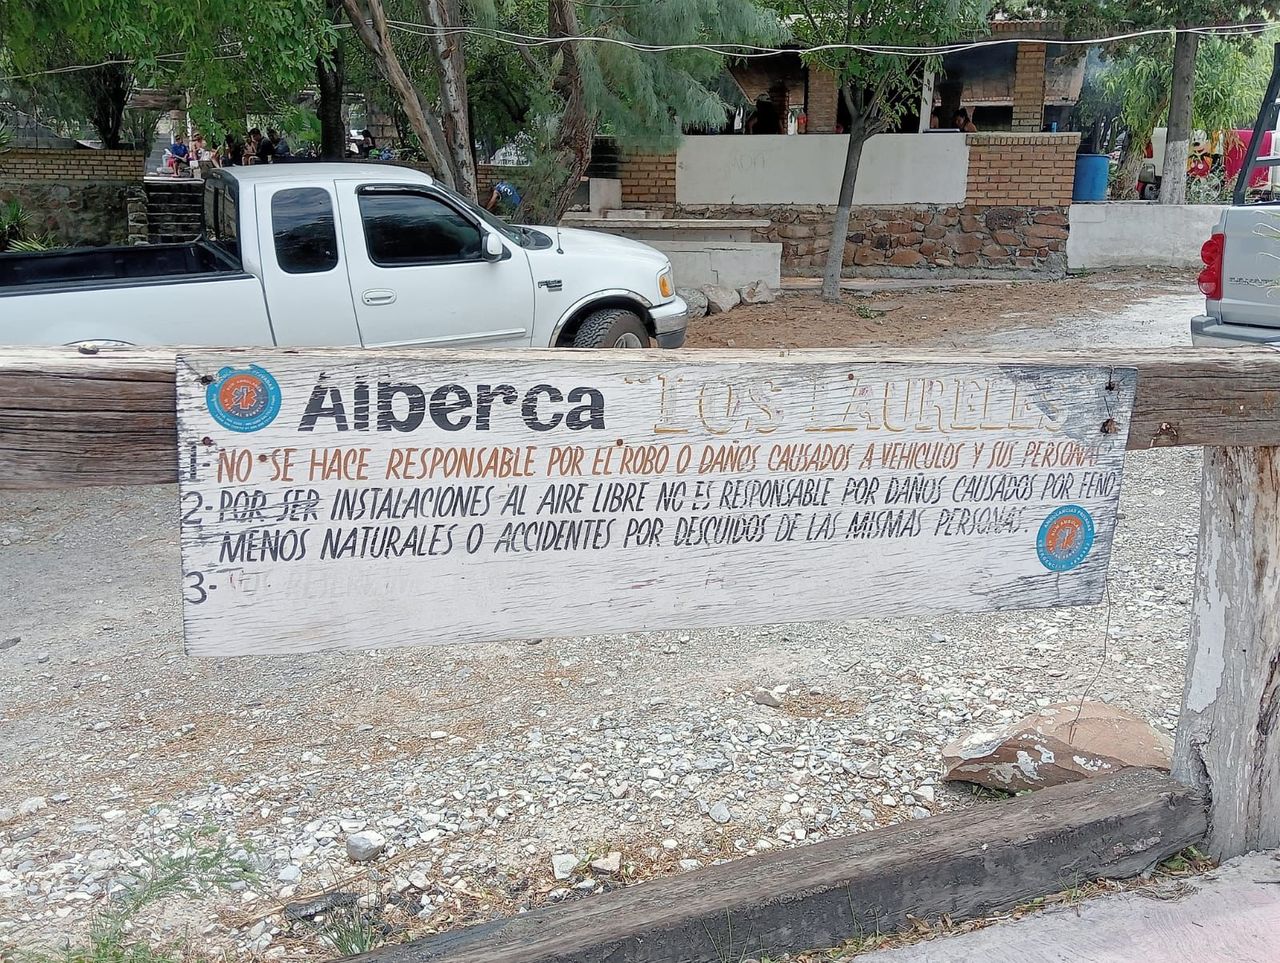 Alberca "LOS LAURELES"
1- NO SE HACE RESPONSABLE POR EL ROBO O DAÑOS CAUSADOS A VEHICULOS Y SUS PERSONAS
2- POR SER INSTALACIONES AL AIRE LIBRE NO ES RESPONSABLE POR DAÑOS CAUSADOS POR FENO
MENOS NATURALES O ACCIDENTES POR DESCUIDOS DE LAS MISMAS PERSONAS.
3-